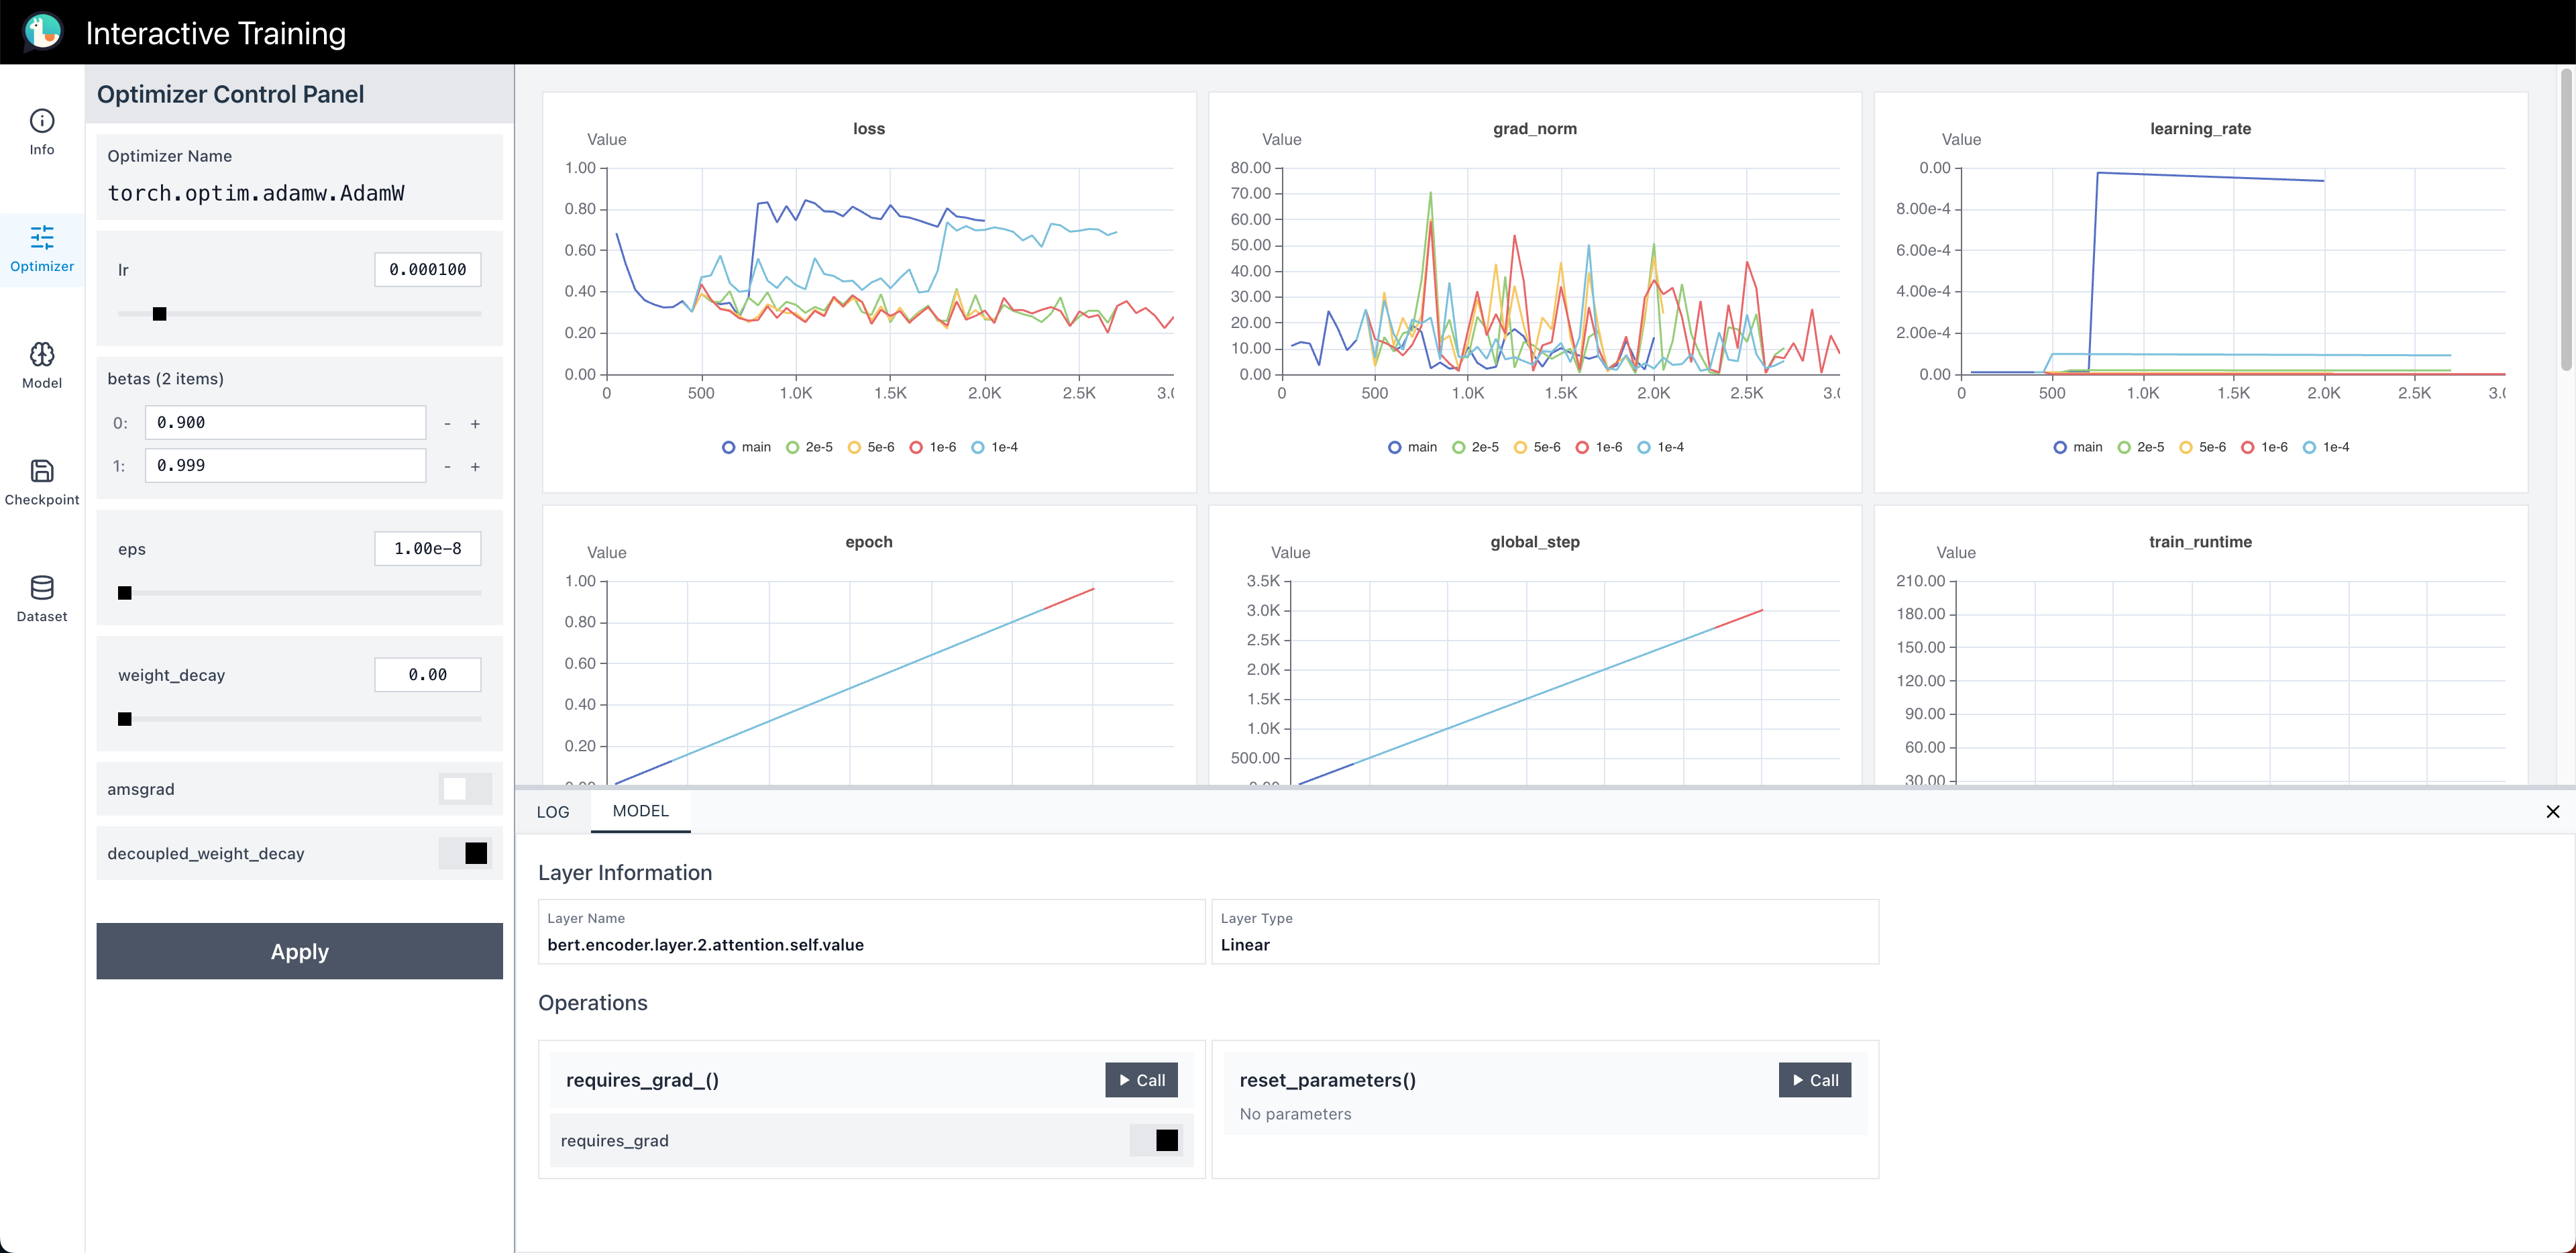 Interactive Training
Info
Optimizer
Model
Checkpoint
Dataset
Optimizer Control Panel
Optimizer Name
torch.optim.adamw.AdamW
lr
0.000100
betas (2 items)
0:
0.900
- +
1:
0.999
- +
eps
1.00e-8
weight_decay
0.00
amsgrad
decoupled_weight_decay
Apply
loss
Value
1.00
0.80
0.60
0.40
0.20
0.00
0 500 1.0K 1.5K 2.0K 2.5K
main 2e-5 5e-6 1e-6 1e-4
grad_norm
Value
80.00
70.00
60.00
50.00
40.00
30.00
20.00
10.00
0.00
0 500 1.0K 1.5K 2.0K 2.5K
main 2e-5 5e-6 1e-6 1e-4
learning_rate
Value
0.00
8.00e-4
6.00e-4
4.00e-4
2.00e-4
0.00
0 500 1.0K 1.5K 2.0K 2.5K
main 2e-5 5e-6 1e-6 1e-4
epoch
Value
1.00
0.80
0.60
0.40
0.20
global_step
Value
3.5K
3.0K
2.5K
2.0K
1.5K
1.0K
500.00
train_runtime
Value
210.00
180.00
150.00
120.00
90.00
60.00
30.00
LOG MODEL
Layer Information
Layer Name
bert.encoder.layer.2.attention.self.value
Layer Type
Linear
Operations
requires_grad_()
Call
requires_grad
reset_parameters()
Call
No parameters